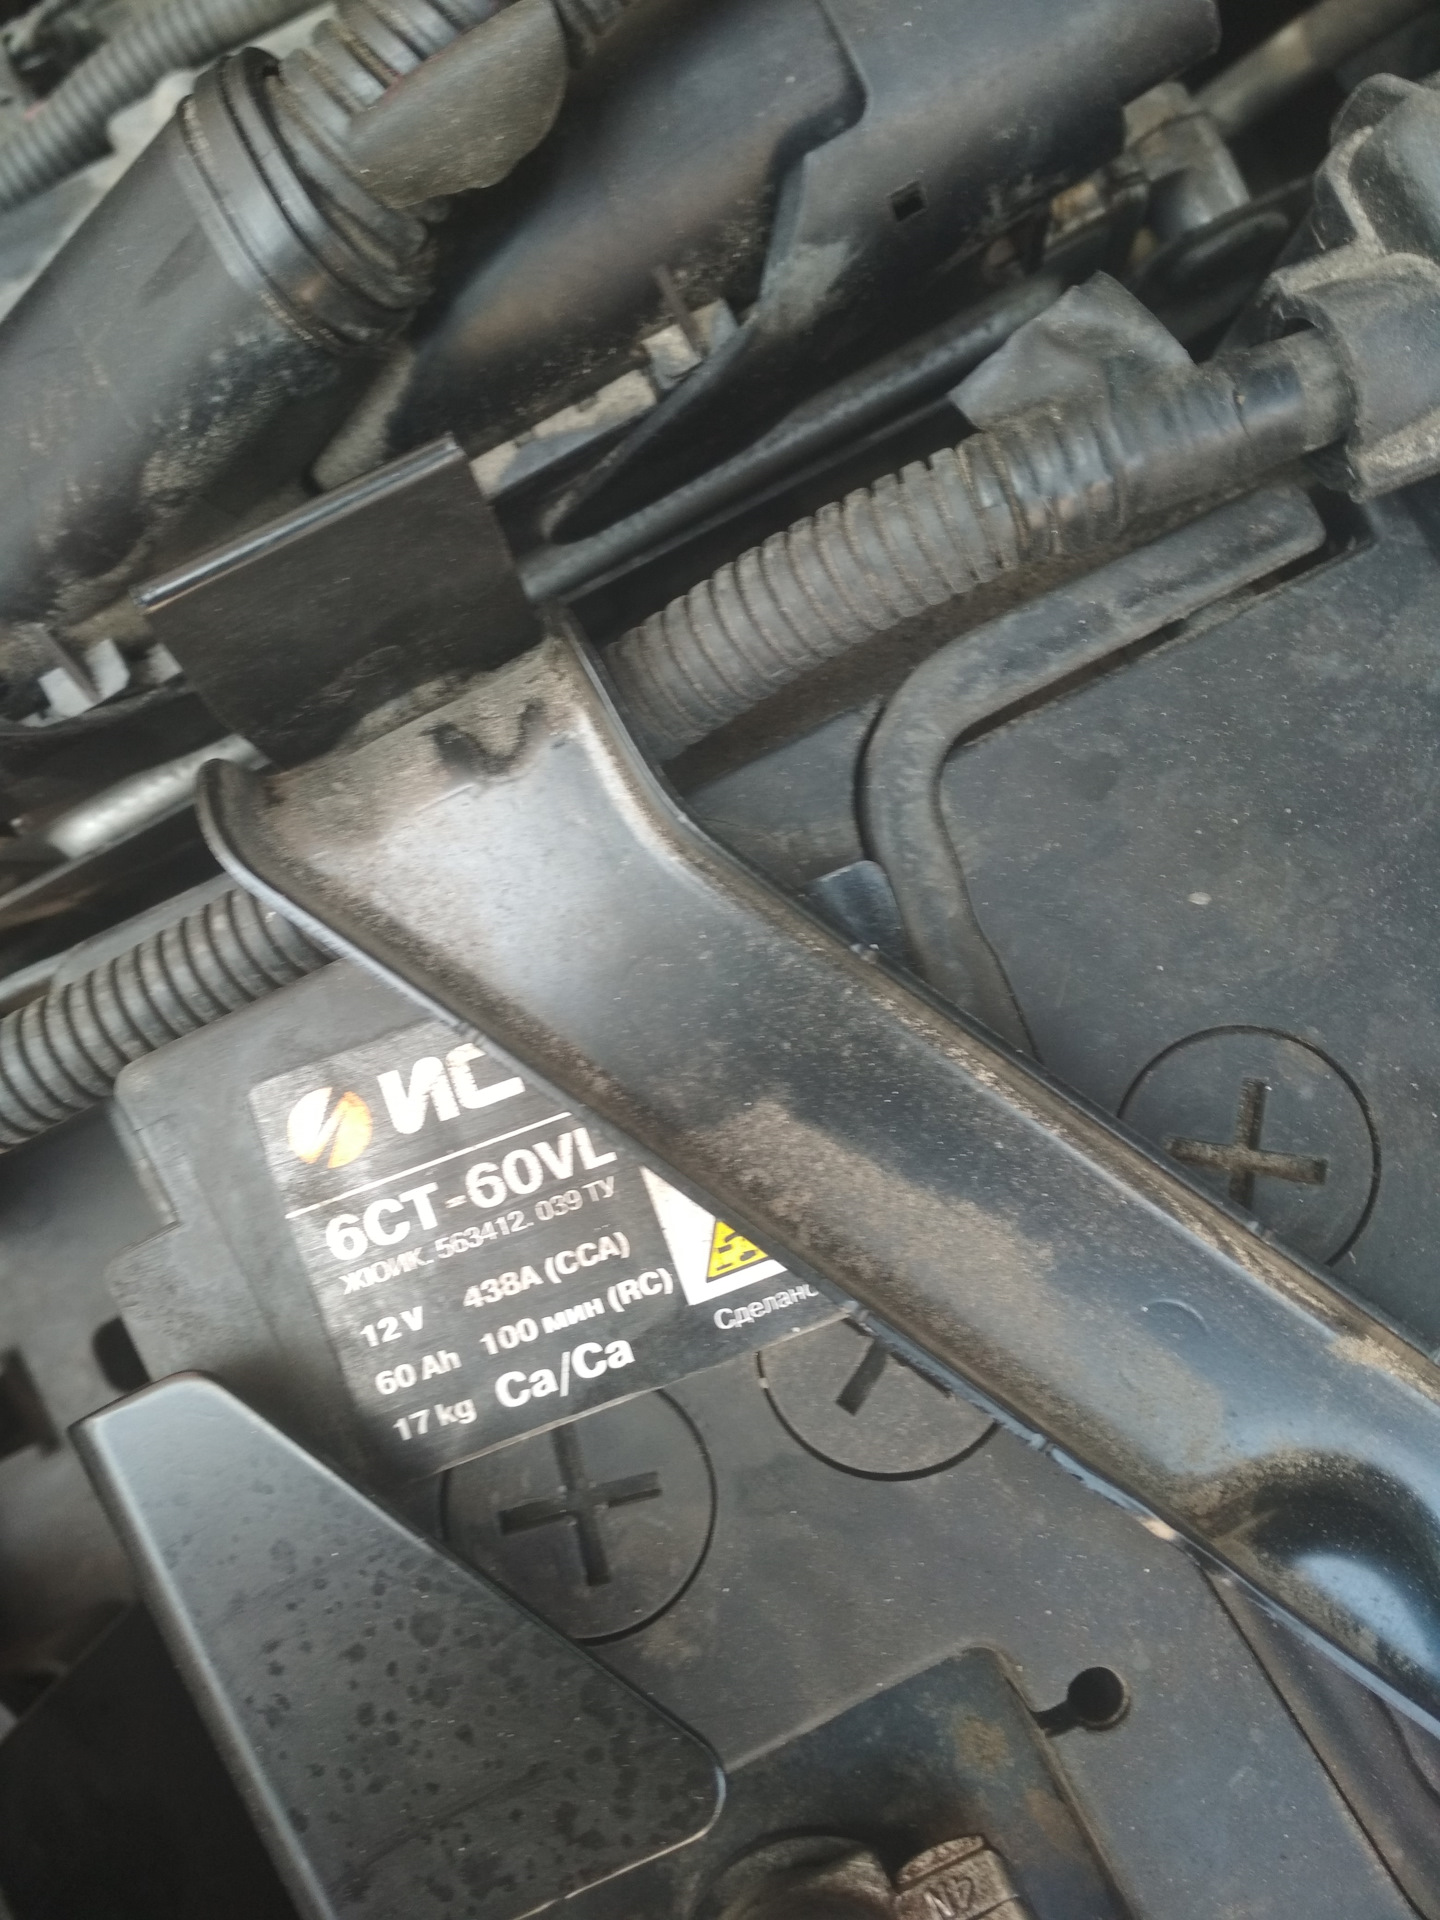 ИС
6СТ-60VL
ЖЮИК. 563412. 039 ТУ
12 V 438A (CCA)
60 Ah 100 мин (RC)
17 kg Ca/Ca
Сделано
4N